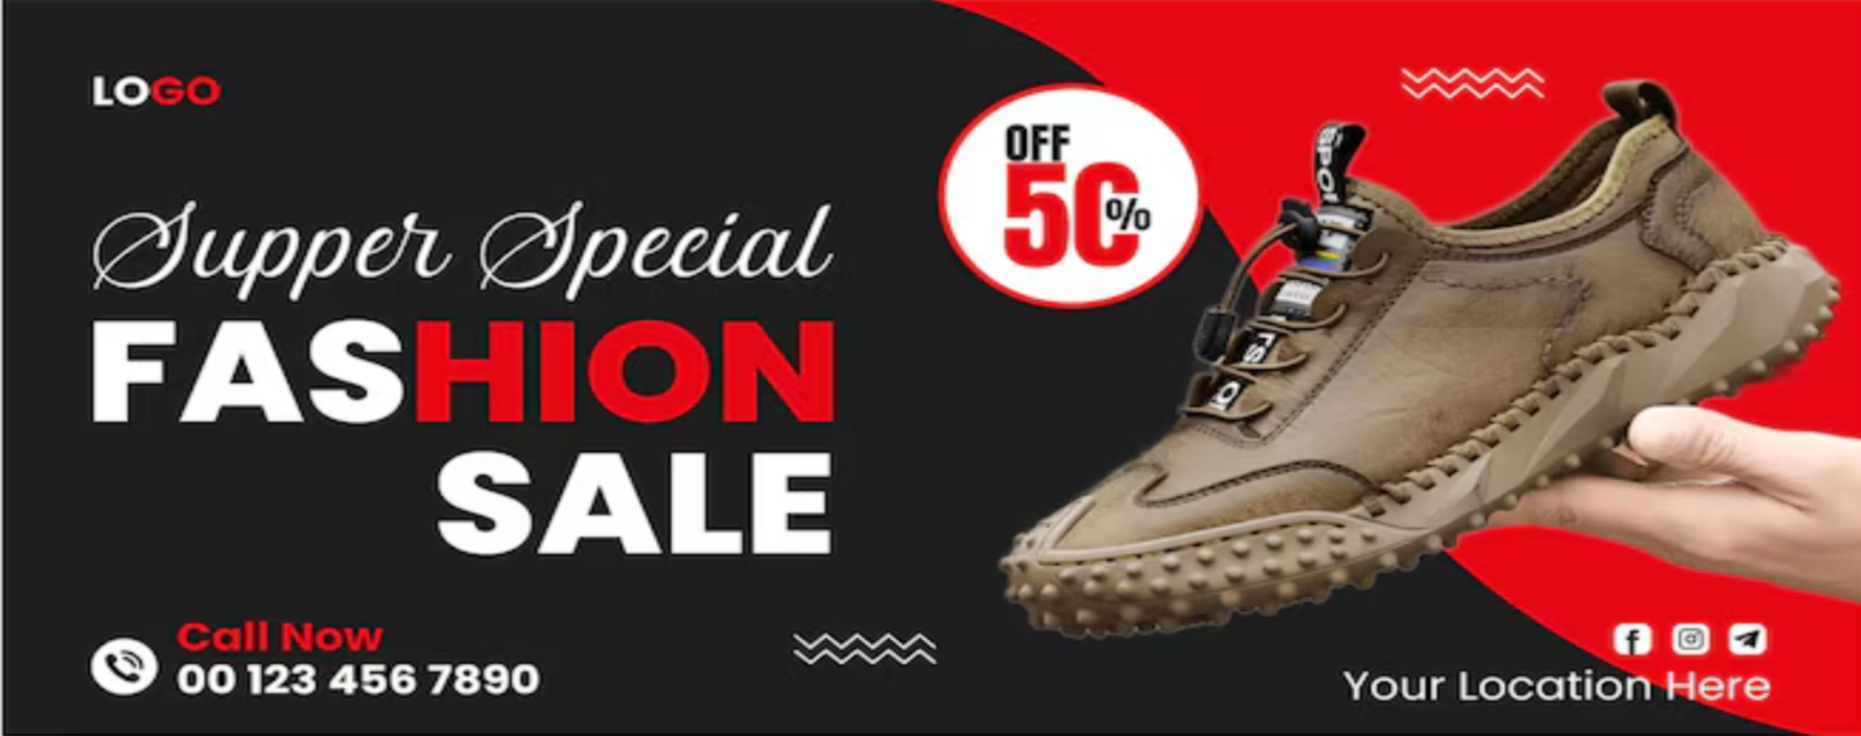 LOGO
Supper Special
FASHION
SALE
OFF
50%
Call Now
00 123 456 7890
Your Location Here